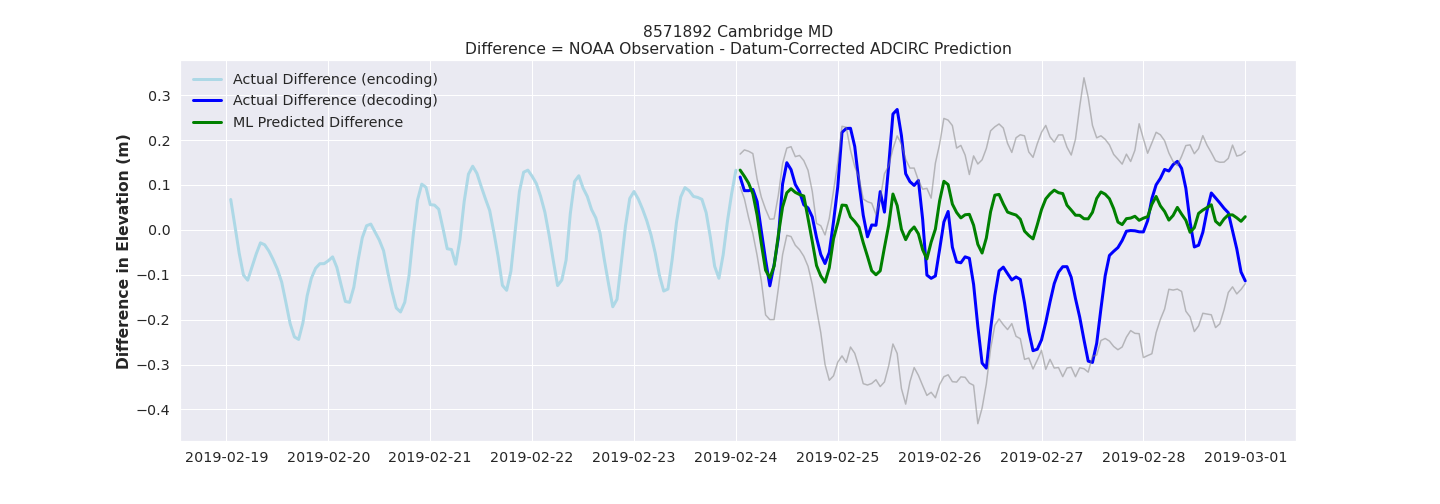 8571892 Cambridge MD
Difference = NOAA Observation - Datum-Corrected ADCIRC Prediction
Actual Difference (encoding)
Actual Difference (decoding)
ML Predicted Difference
Difference in Elevation (m)
0.3
0.2
0.1
0.0
−0.1
−0.2
−0.3
−0.4
2019-02-19 2019-02-20 2019-02-21 2019-02-22 2019-02-23 2019-02-24 2019-02-25 2019-02-26 2019-02-27 2019-02-28 2019-03-01